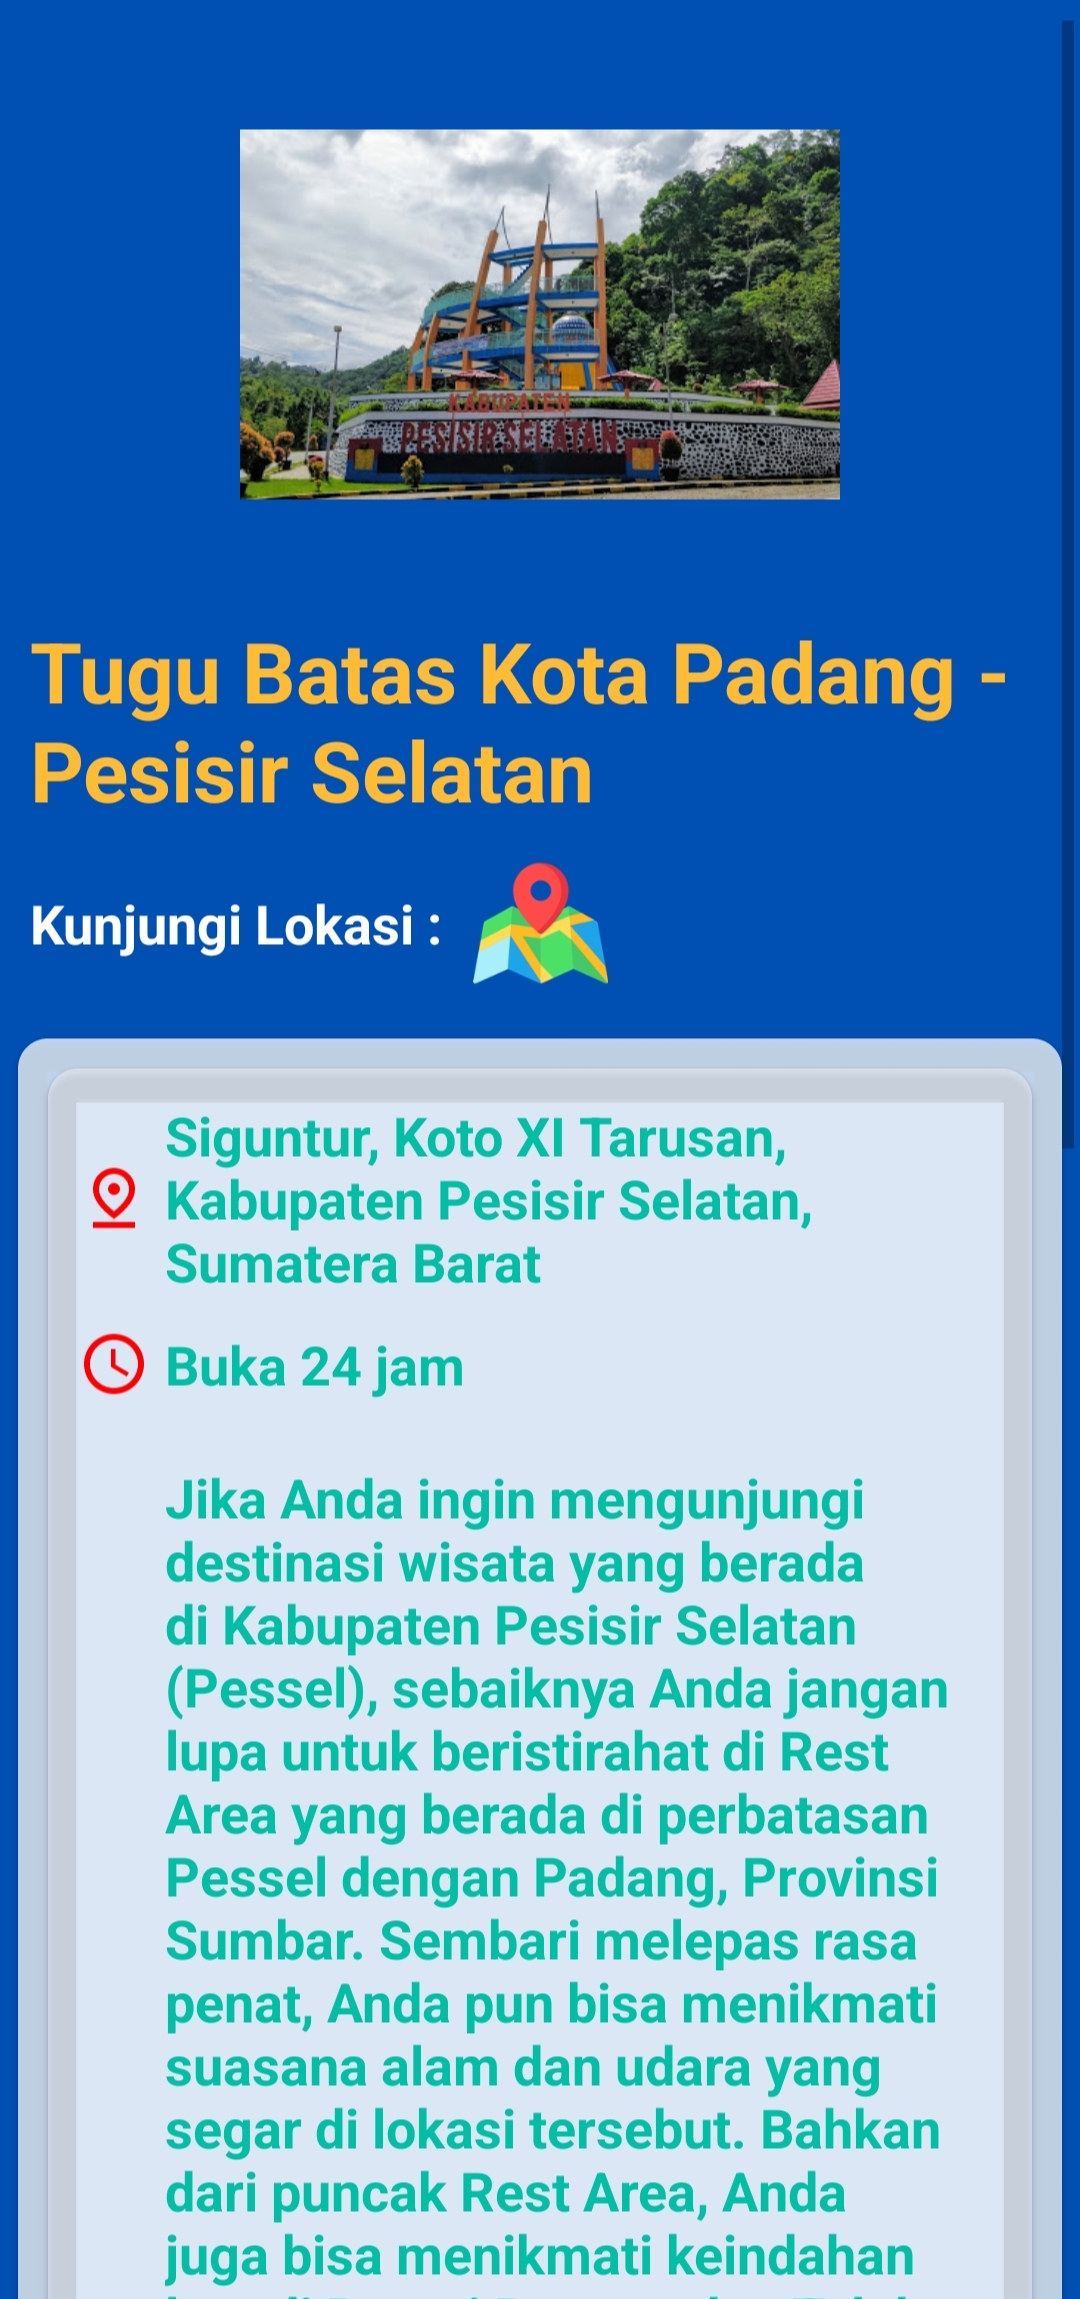 KABUPATEN
PESISIR SELATAN
Tugu Batas Kota Padang -
Pesisir Selatan
Kunjungi Lokasi :
Siguntur, Koto XI Tarusan,
Kabupaten Pesisir Selatan,
Sumatera Barat
Buka 24 jam
Jika Anda ingin mengunjungi
destinasi wisata yang berada
di Kabupaten Pesisir Selatan
(Pessel), sebaiknya Anda jangan
lupa untuk beristirahat di Rest
Area yang berada di perbatasan
Pessel dengan Padang, Provinsi
Sumbar. Sembari melepas rasa
penat, Anda pun bisa menikmati
suasana alam dan udara yang
segar di lokasi tersebut. Bahkan
dari puncak Rest Area, Anda
juga bisa menikmati keindahan